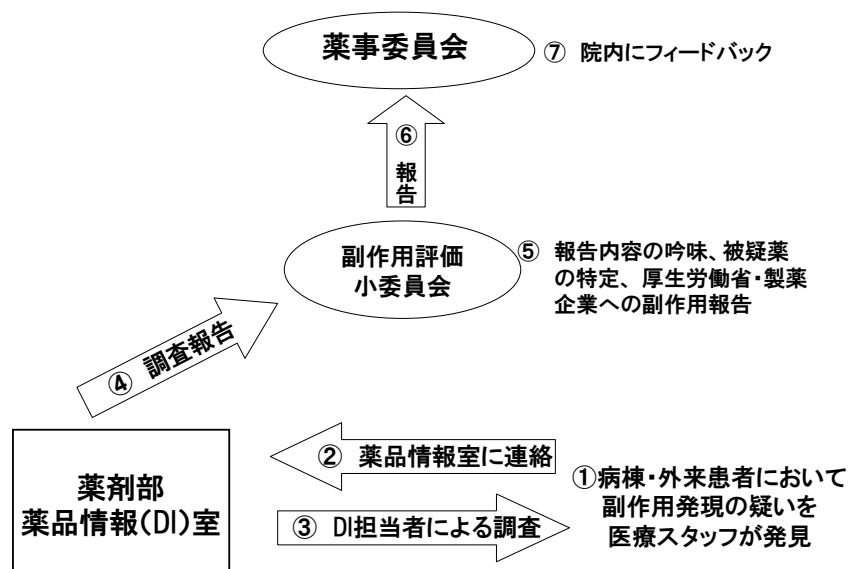 薬事委員会
⑦ 院内にフィードバック
⑥
報
告
副作用評価
小委員会
⑤ 報告内容の吟味、被疑薬
の特定、厚生労働省・製薬
企業への副作用報告
④ 調査報告
② 薬品情報室に連絡
薬剤部
薬品情報(DI)室
①病棟・外来患者において
副作用発現の疑いを
医療スタッフが発見
③ DI担当者による調査